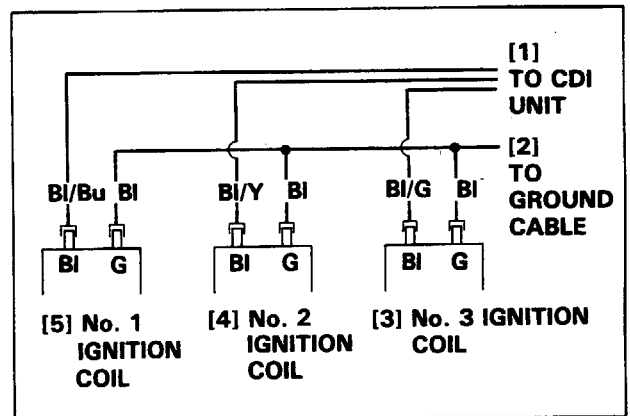 [1]
TO CDI
UNIT
[2]
TO
GROUND
CABLE
Bl/Bu Bl Bl/Y Bl Bl/G Bl
Bl G Bl G Bl G
[5] No. 1
IGNITION
COIL
[4] No. 2
IGNITION
COIL
[3] No. 3 IGNITION
COIL